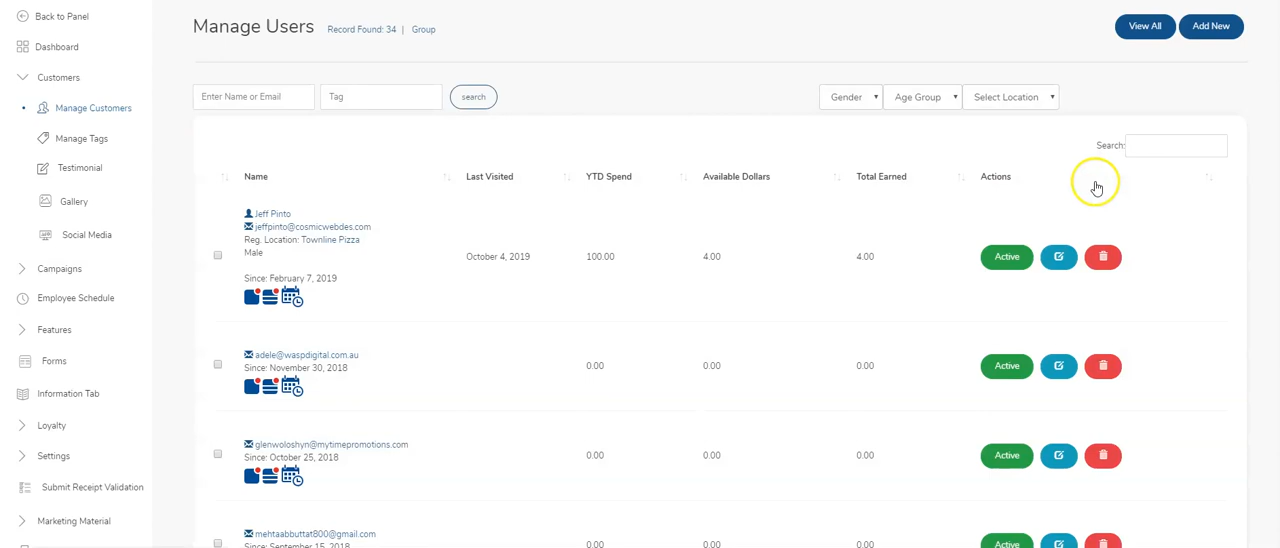 Back to Panel
Dashboard
Customers
Manage Customers
Manage Tags
Testimonial
Gallery
Social Media
Campaigns
Employee Schedule
Features
Forms
Information Tab
Loyalty
Settings
Submit Receipt Validation
Marketing Material
Manage Users Record Found: 34 | Group
View All Add New
Enter Name or Email Tag search Gender Age Group Select Location
Search:
Name Last Visited YTD Spend Available Dollars Total Earned Actions
Jeff Pinto
jeffpinto@cosmicwebdes.com
Reg. Location: Townline Pizza
Male
October 4, 2019 100.00 4.00 4.00 Active
Since: February 7, 2019
adele@waspdigital.com.au
Since: November 30, 2018
0.00 0.00 0.00 Active
glenwoloshyn@mytimepromotions.com
Since: October 25, 2018
0.00 0.00 0.00 Active
mehtaabbuttat800@gmail.com
Since: September 15, 2018
0.00 0.00 0.00 Active